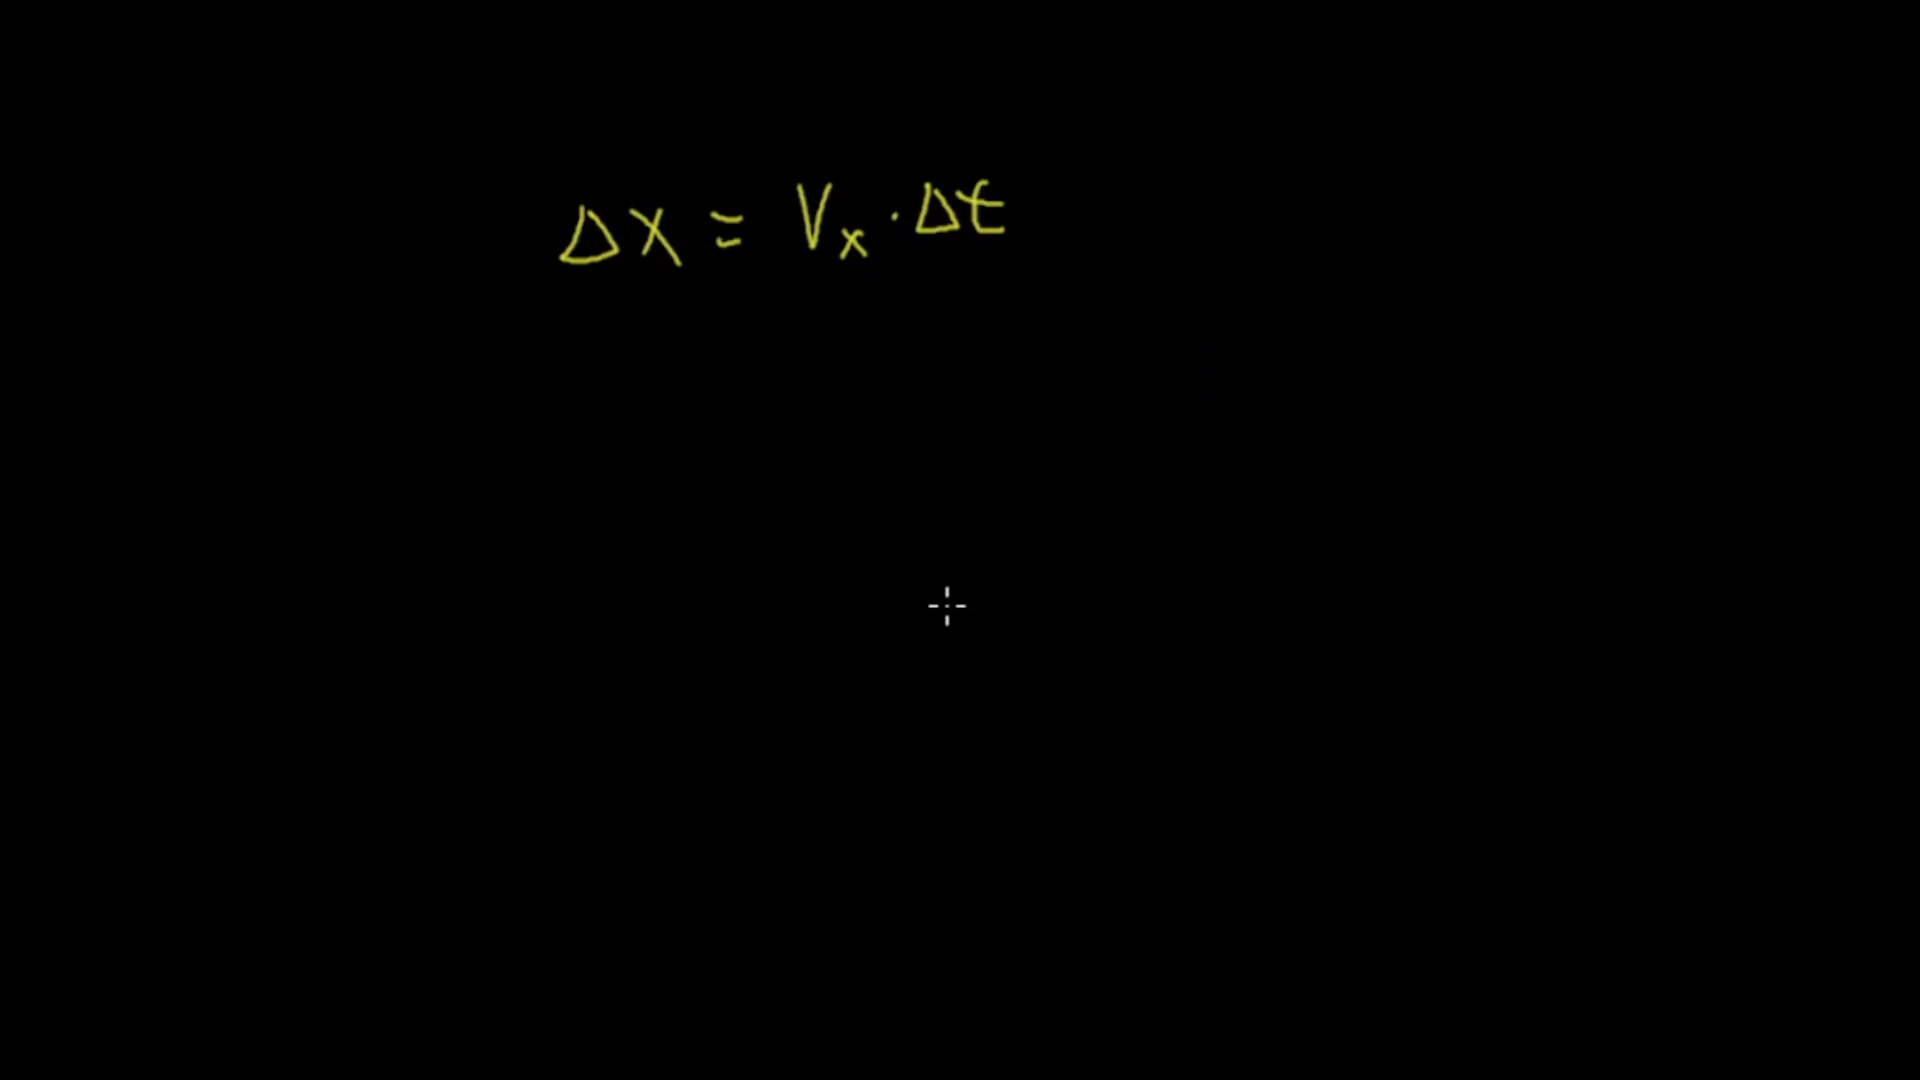 Δx = Vₓ · Δt